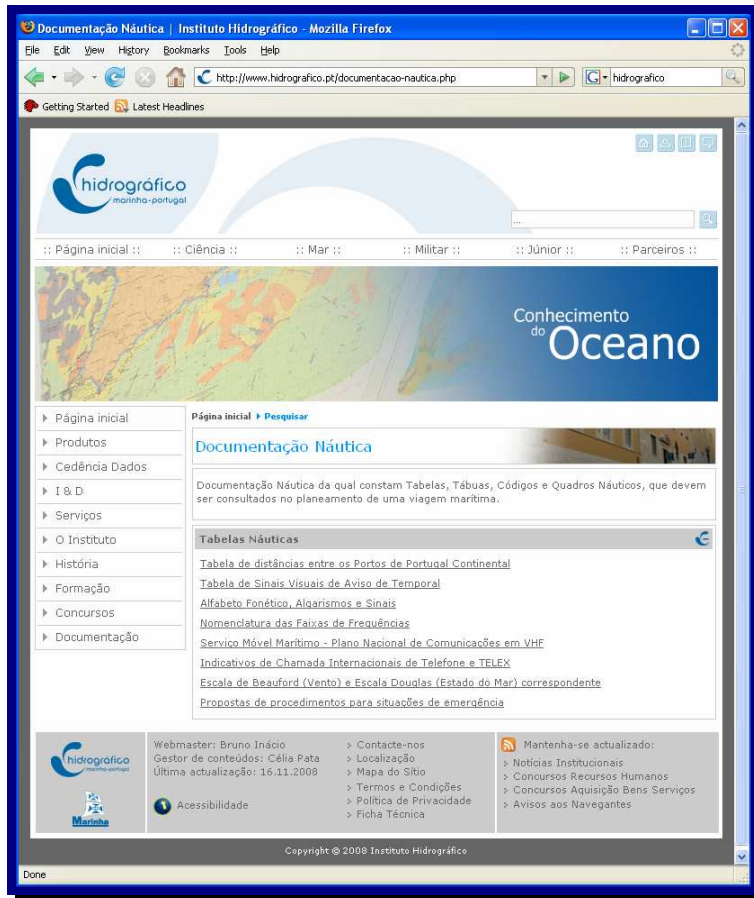 Documentação Náutica | Instituto Hidrográfico - Mozilla Firefox
File Edit View History Bookmarks Tools Help
http://www.hidrografico.pt/documentacao-nautica.php
G hidrografico
Getting Started Latest Headlines
hidrográfico
marinha-portugal
...
:: Página inicial :: :: Ciência :: :: Mar :: :: Militar :: :: Júnior :: :: Parceiros ::
Conhecimento
do Oceano
Página inicial
Produtos
Cedência Dados
I & D
Serviços
O Instituto
História
Formação
Concursos
Documentação
Página inicial Pesquisar
Documentação Náutica
Documentação Náutica da qual constam Tabelas, Tábuas, Códigos e Quadros Náuticos, que devem
ser consultados no planeamento de uma viagem marítima.
Tabelas Náuticas
Tabela de distâncias entre os Portos de Portugal Continental
Tabela de Sinais Visuais de Aviso de Temporal
Alfabeto Fonético, Algarismos e Sinais
Nomenclatura das Faixas de Frequências
Serviço Móvel Marítimo - Plano Nacional de Comunicações em VHF
Indicativos de Chamada Internacionais de Telefone e TELEX
Escala de Beauford (Vento) e Escala Douglas (Estado do Mar) correspondente
Propostas de procedimentos para situações de emergência
hidrográfico
marinha-portugal
Marinha
Webmaster: Bruno Inácio
Gestor de conteúdos: Célia Pata
Última actualização: 16.11.2008
Acessibilidade
> Contacte-nos
> Localização
> Mapa do Sítio
> Termos e Condições
> Política de Privacidade
> Ficha Técnica
Mantenha-se actualizado:
> Notícias Institucionais
> Concursos Recursos Humanos
> Concursos Aquisição Bens Serviços
> Avisos aos Navegantes
Copyright © 2008 Instituto Hidrográfico
Done